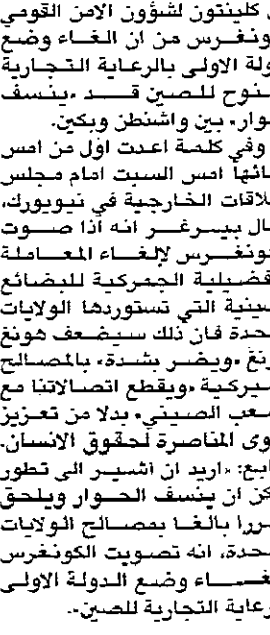 كلينتون لشؤون الامن القومي
ونغرس من ان الغاء وضع
ولة الاولى بالرعاية التجارية
نوح للصين قد «ينسف
وار» بين واشنطن وبكين.
وفي كلمة اعدت اول من امس
ائها امس السبت امام مجلس
لاقات الخارجية في نيويورك،
ال بيرغر انه اذا صوت
ونغرس لإلغاء المعاملة
فضيلية الجمركية للبضائع
ينية التي تستوردها الولايات
حدة فان ذلك سيضعف هونغ
نغ «ويضر بشدة» بالمصالح
ميركية «ويقطع اتصالاتنا مع
شعب الصيني» بدلا من تعزيز
وى المناصرة لحقوق الانسان.
ابع: «اريد ان اشير الى تطور
كن ان ينسف الحوار ويلحق
ررا بالغا بمصالح الولايات
حدة، انه تصويت الكونغرس
غاء وضع الدولة الاولى
رعاية التجارية للصين».